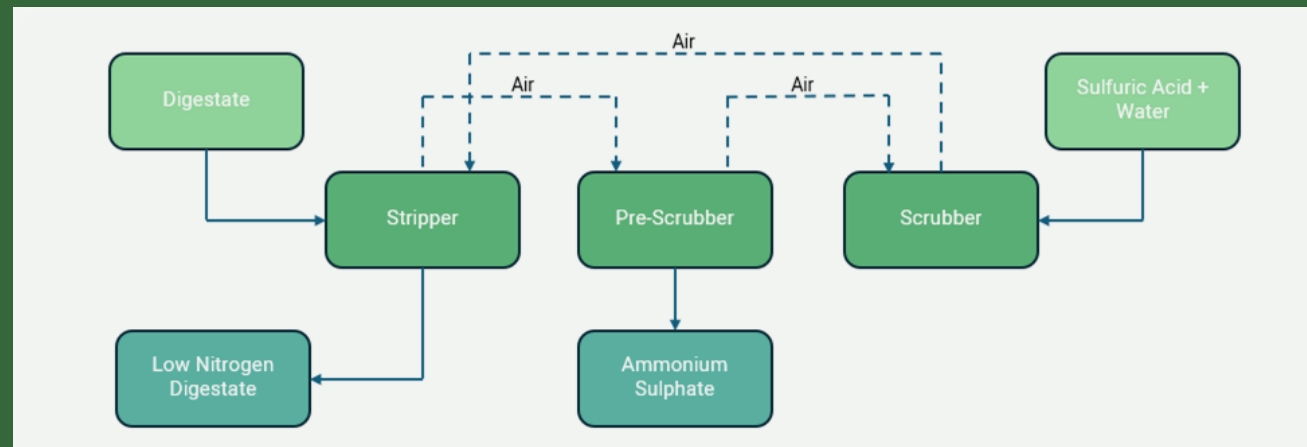 Air
Air
Air
Digestate
Sulfuric Acid +
Water
Stripper
Pre-Scrubber
Scrubber
Low Nitrogen
Digestate
Ammonium
Sulphate